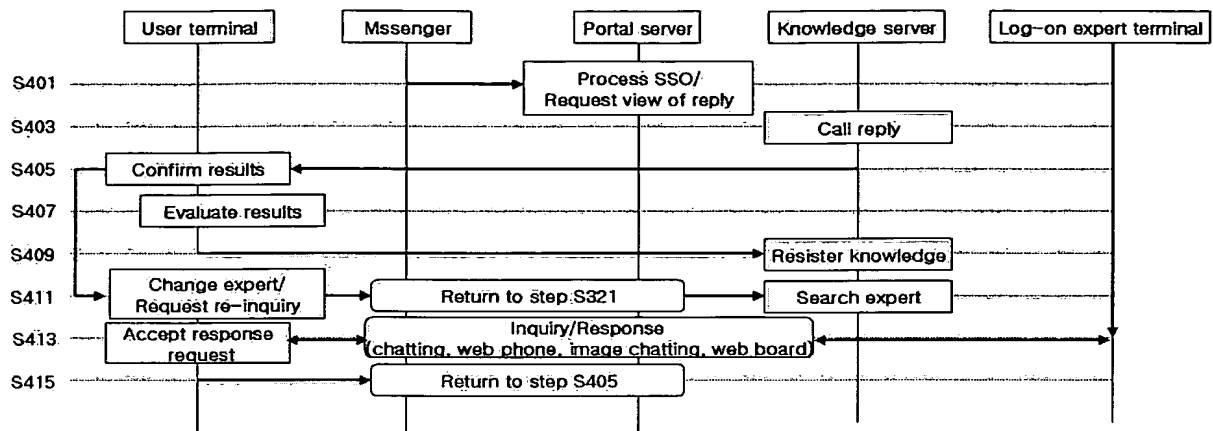 User terminal
Mssenger
Portal server
Knowledge server
Log-on expert terminal
S401
Process SSO/
Request view of reply
S403
Call reply
S405
Confirm results
S407
Evaluate results
S409
Resister knowledge
S411
Change expert/
Request re-inquiry
Return to step S321
Search expert
S413
Accept response
request
Inquiry/Response
(chatting, web phone, image chatting, web board)
S415
Return to step S405